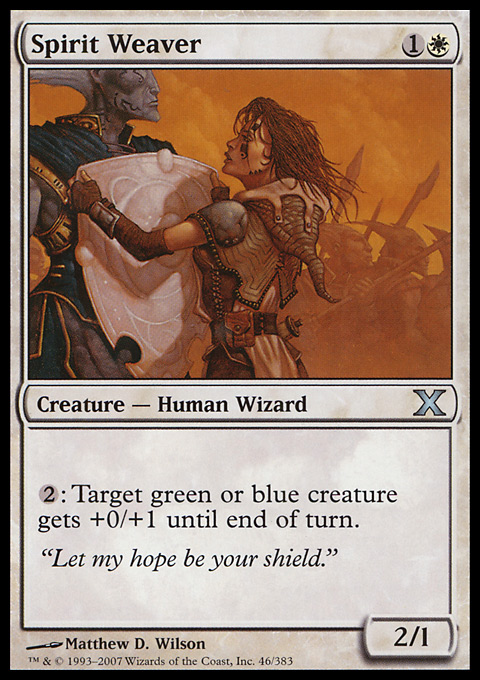 Spirit Weaver 1
Creature — Human Wizard X
2: Target green or blue creature
gets +0/+1 until end of turn.
“Let my hope be your shield.”
Matthew D. Wilson
2/1
™ & © 1993–2007 Wizards of the Coast, Inc. 46/383